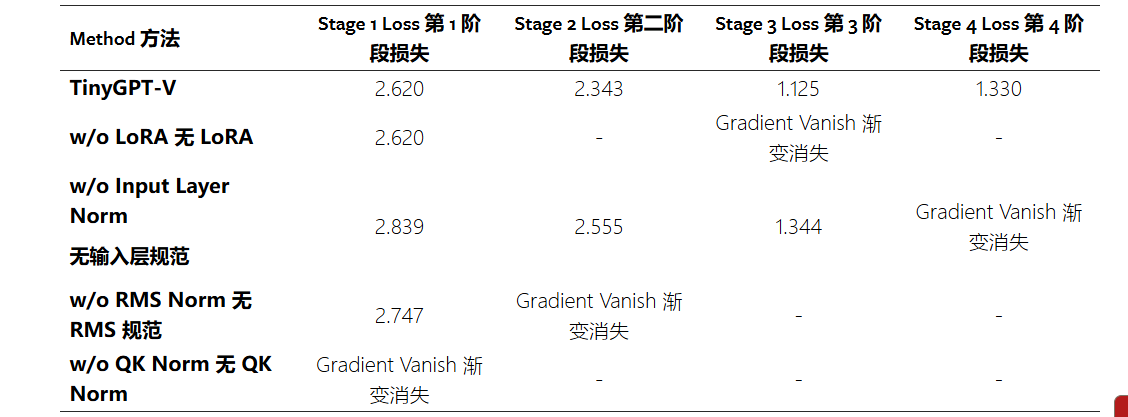 Method 方法
Stage 1 Loss 第 1 阶
段损失
Stage 2 Loss 第二阶
段损失
Stage 3 Loss 第 3 阶
段损失
Stage 4 Loss 第 4 阶
段损失
TinyGPT-V
2.620
2.343
1.125
1.330
w/o LoRA 无 LoRA
2.620
-
Gradient Vanish 渐
变消失
-
w/o Input Layer
Norm
无输入层规范
2.839
2.555
1.344
Gradient Vanish 渐
变消失
w/o RMS Norm 无
RMS 规范
2.747
Gradient Vanish 渐
变消失
-
-
w/o QK Norm 无 QK
Norm
Gradient Vanish 渐
变消失
-
-
-